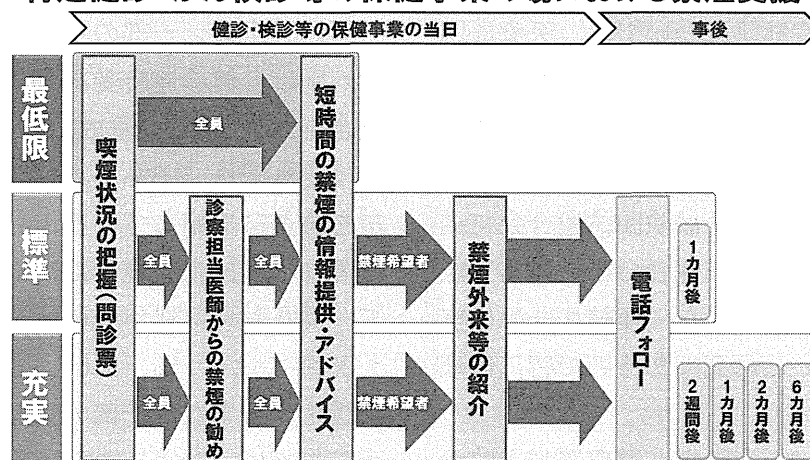 健診・検診等の保健事業の当日
事後
最低限
標準
充実
喫煙状況の把握（問診票）
全員
短時間の禁煙の情報提供・アドバイス
全員
診察担当医師からの禁煙の勧め
全員
禁煙希望者
禁煙外来等の紹介
電話フォロー
1カ月後
全員
全員
禁煙希望者
2週間後
1カ月後
2カ月後
6カ月後